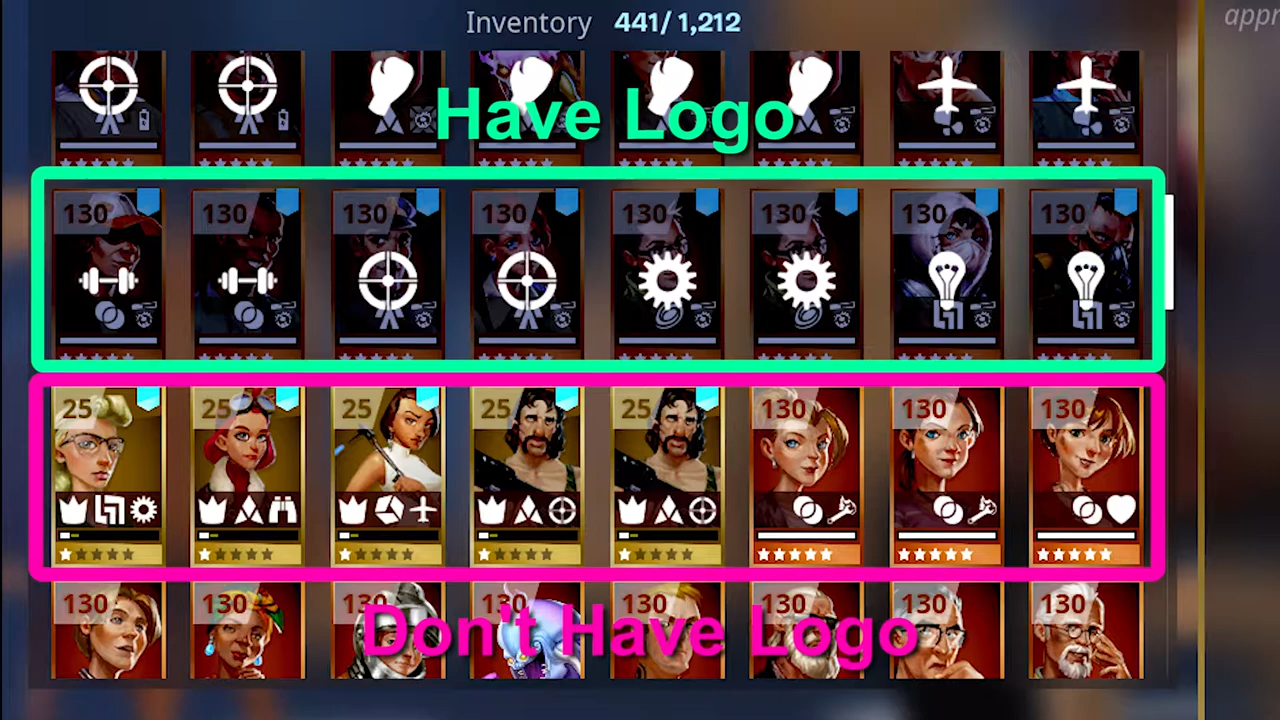 appr
Inventory 441/ 1,212
Have Logo
130 130 130 130 130 130 130 130
25 25 25 25 25 130 130 130
130 130 130 130 130 130 130 130
Don't Have Logo